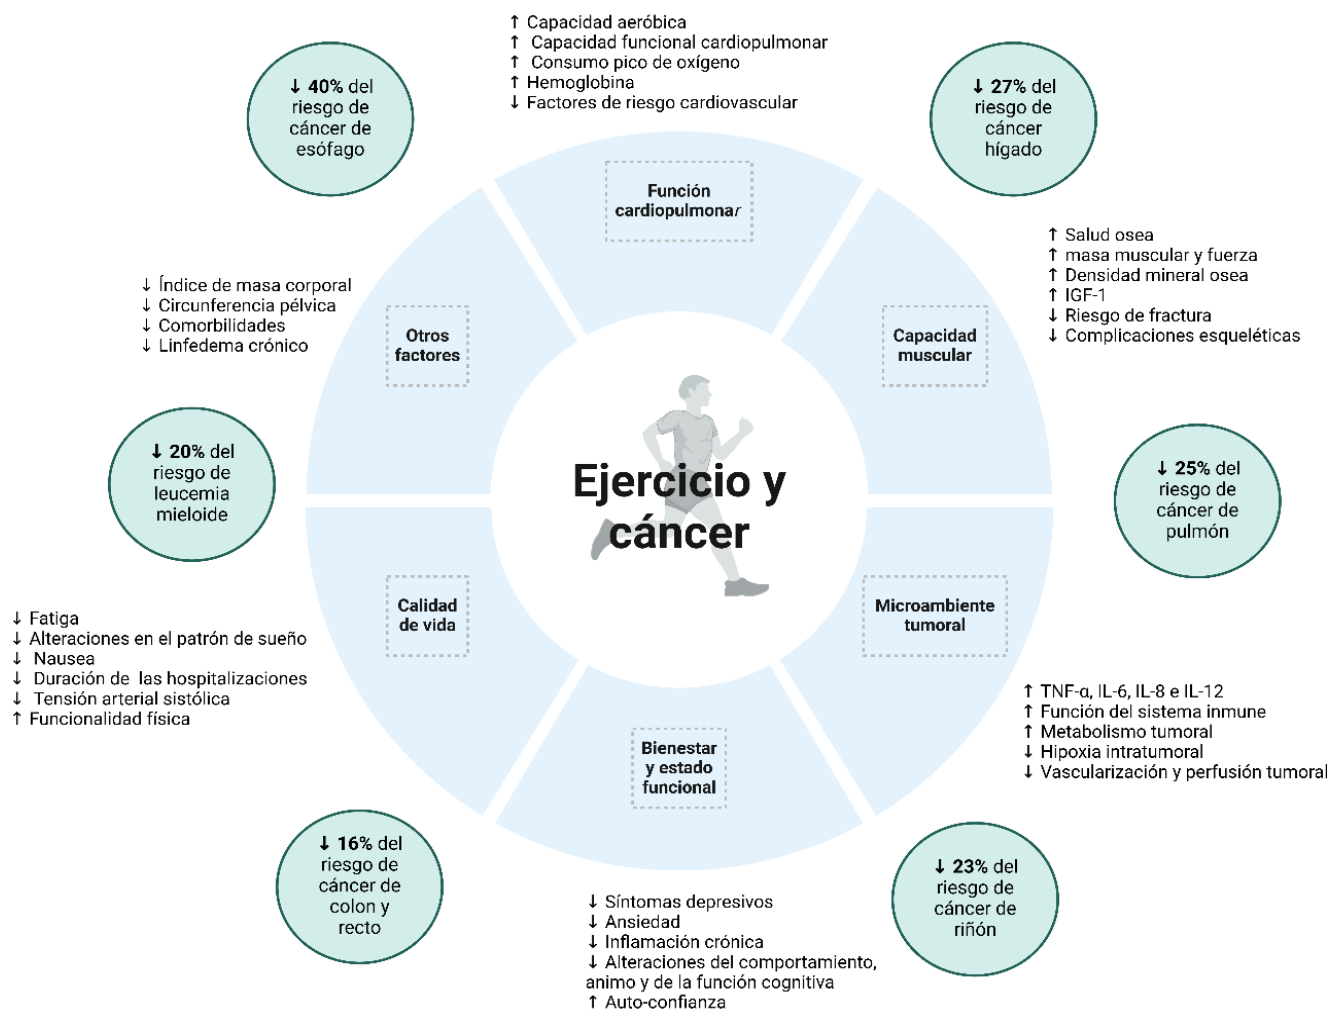 ↑ Capacidad aeróbica
↑ Capacidad funcional cardiopulmonar
↑ Consumo pico de oxígeno
↑ Hemoglobina
↓ Factores de riesgo cardiovascular
↓ 40% del
riesgo de
cáncer de
esófago
↓ 27% del
riesgo de
cáncer
hígado
Función
cardiopulmonar
↑ Salud osea
↑ masa muscular y fuerza
↑ Densidad mineral osea
↑ IGF-1
↓ Riesgo de fractura
↓ Complicaciones esqueléticas
↓ Índice de masa corporal
↓ Circunferencia pélvica
↓ Comorbilidades
↓ Linfedema crónico
Otros
factores
Capacidad
muscular
↓ 20% del
riesgo de
leucemia
mieloide
Ejercicio y
cáncer
↓ 25% del
riesgo de
cáncer de
pulmón
Calidad
de vida
Microambiente
tumoral
↓ Fatiga
↓ Alteraciones en el patrón de sueño
↓ Nausea
↓ Duración de las hospitalizaciones
↓ Tensión arterial sistólica
↑ Funcionalidad física
↑ TNF-α, IL-6, IL-8 e IL-12
↑ Función del sistema inmune
↑ Metabolismo tumoral
↓ Hipoxia intratumoral
↓ Vascularización y perfusión tumoral
Bienestar
y estado
funcional
↓ 16% del
riesgo de
cáncer de
colon y
recto
↓ 23% del
riesgo de
cáncer de
riñón
↓ Síntomas depresivos
↓ Ansiedad
↓ Inflamación crónica
↓ Alteraciones del comportamiento,
animo y de la función cognitiva
↑ Auto-confianza